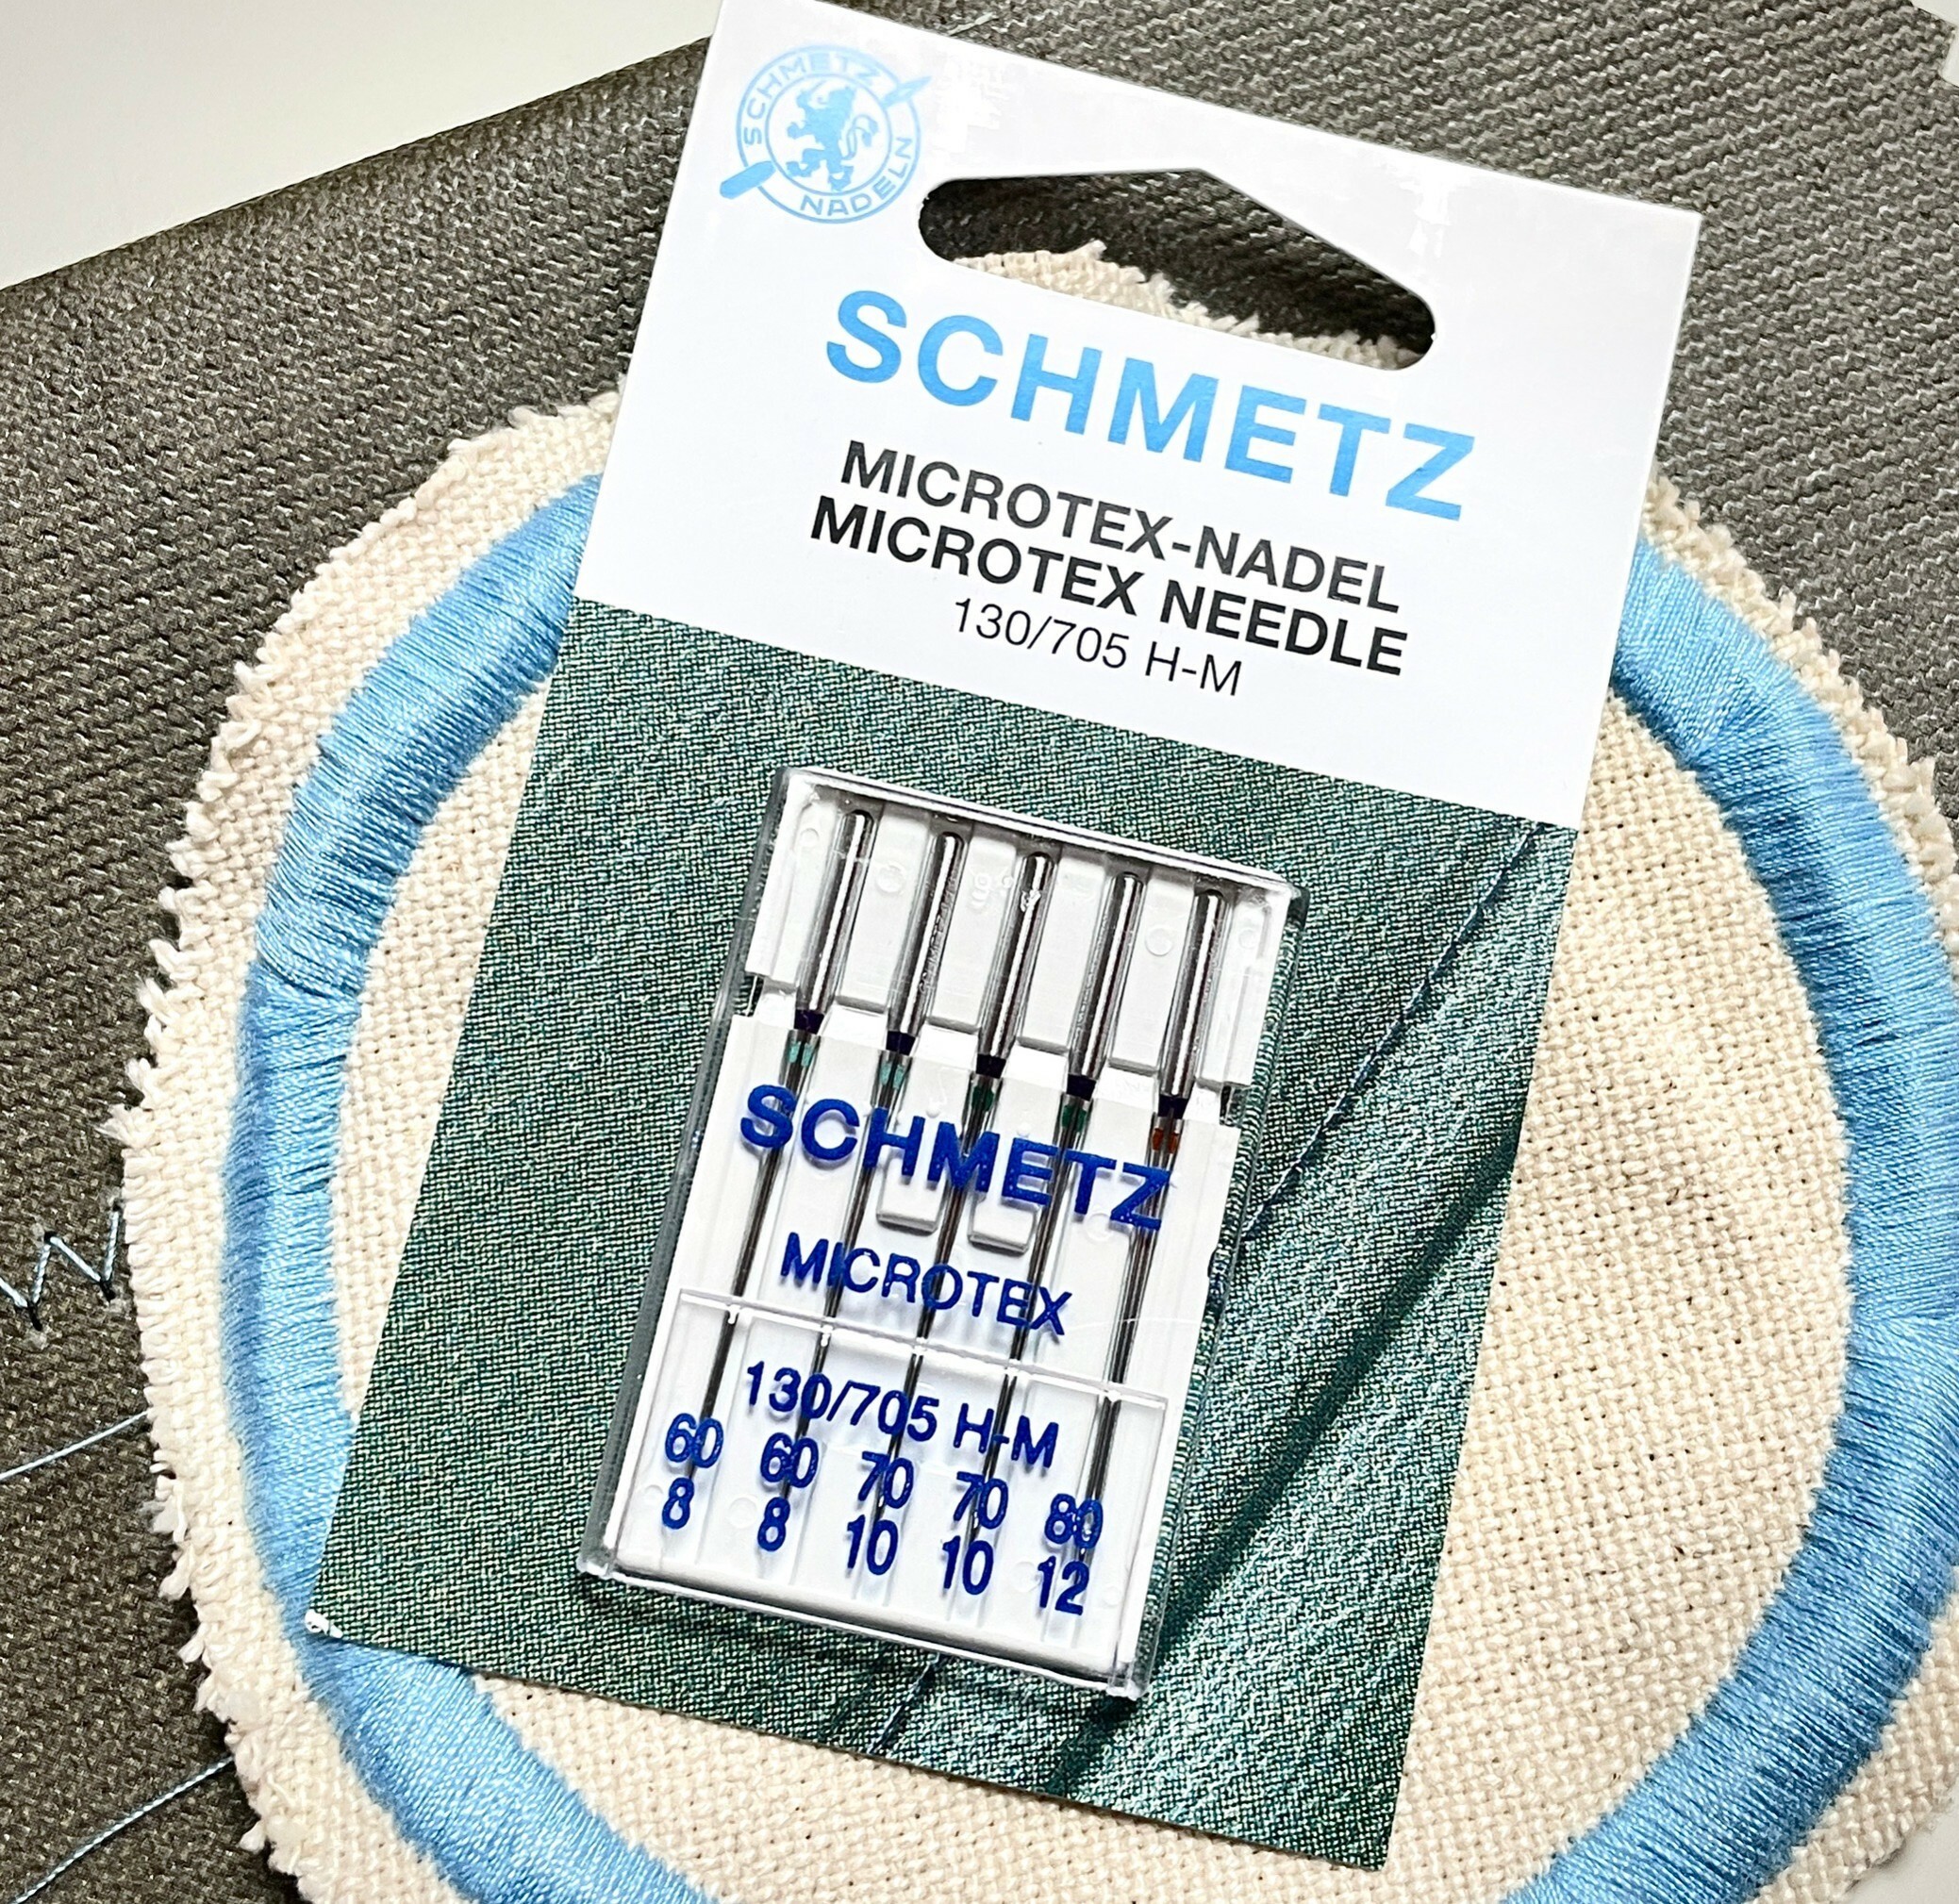 SCHMETZ
NADELN
SCHMETZ
MICROTEX-NADEL
MICROTEX NEEDLE
130/705 H-M
SCHMETZ
MICROTEX
130/705 H-M
60 60 70 70 80
8 8 10 10 12